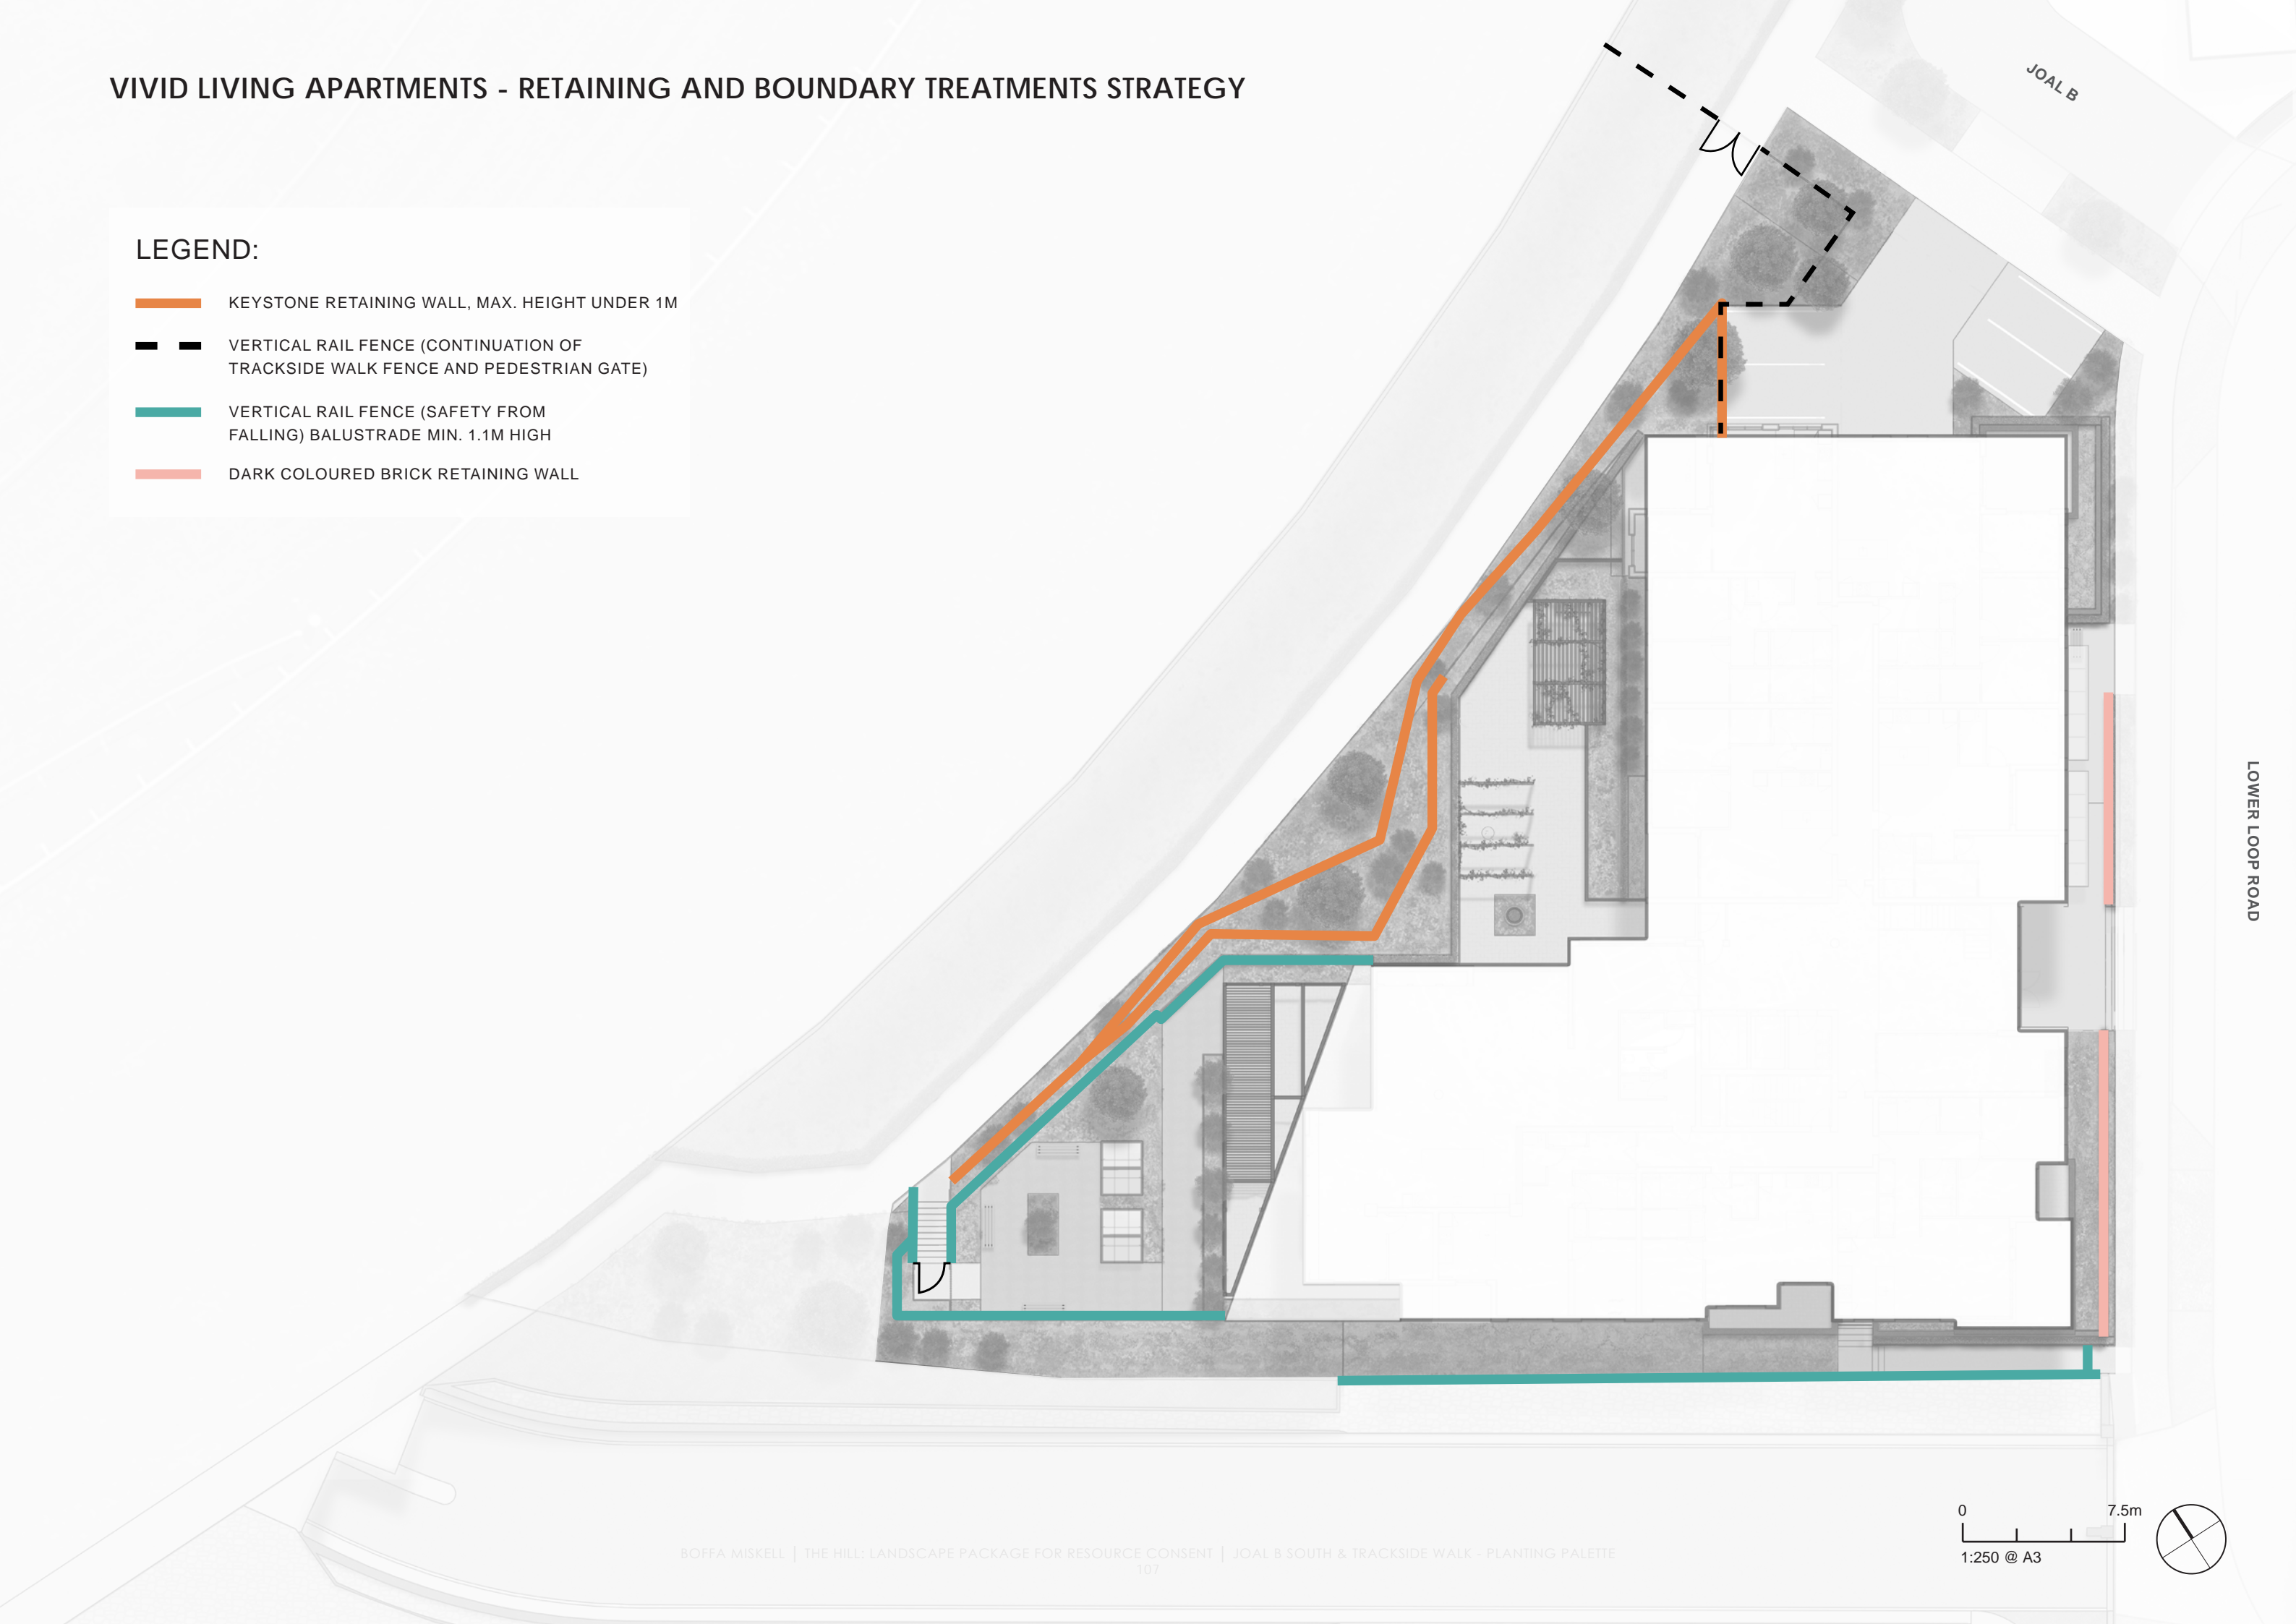 VIVID LIVING APARTMENTS - RETAINING AND BOUNDARY TREATMENTS STRATEGY
JOAL B
LEGEND:
KEYSTONE RETAINING WALL, MAX. HEIGHT UNDER 1M
VERTICAL RAIL FENCE (CONTINUATION OF
TRACKSIDE WALK FENCE AND PEDESTRIAN GATE)
VERTICAL RAIL FENCE (SAFETY FROM
FALLING) BALUSTRADE MIN. 1.1M HIGH
DARK COLOURED BRICK RETAINING WALL
LOWER LOOP ROAD
0 7.5m
1:250 @ A3
BOFFA MISKELL | THE HILL: LANDSCAPE PACKAGE FOR RESOURCE CONSENT | JOAL B SOUTH & TRACKSIDE WALK - PLANTING PALETTE
107